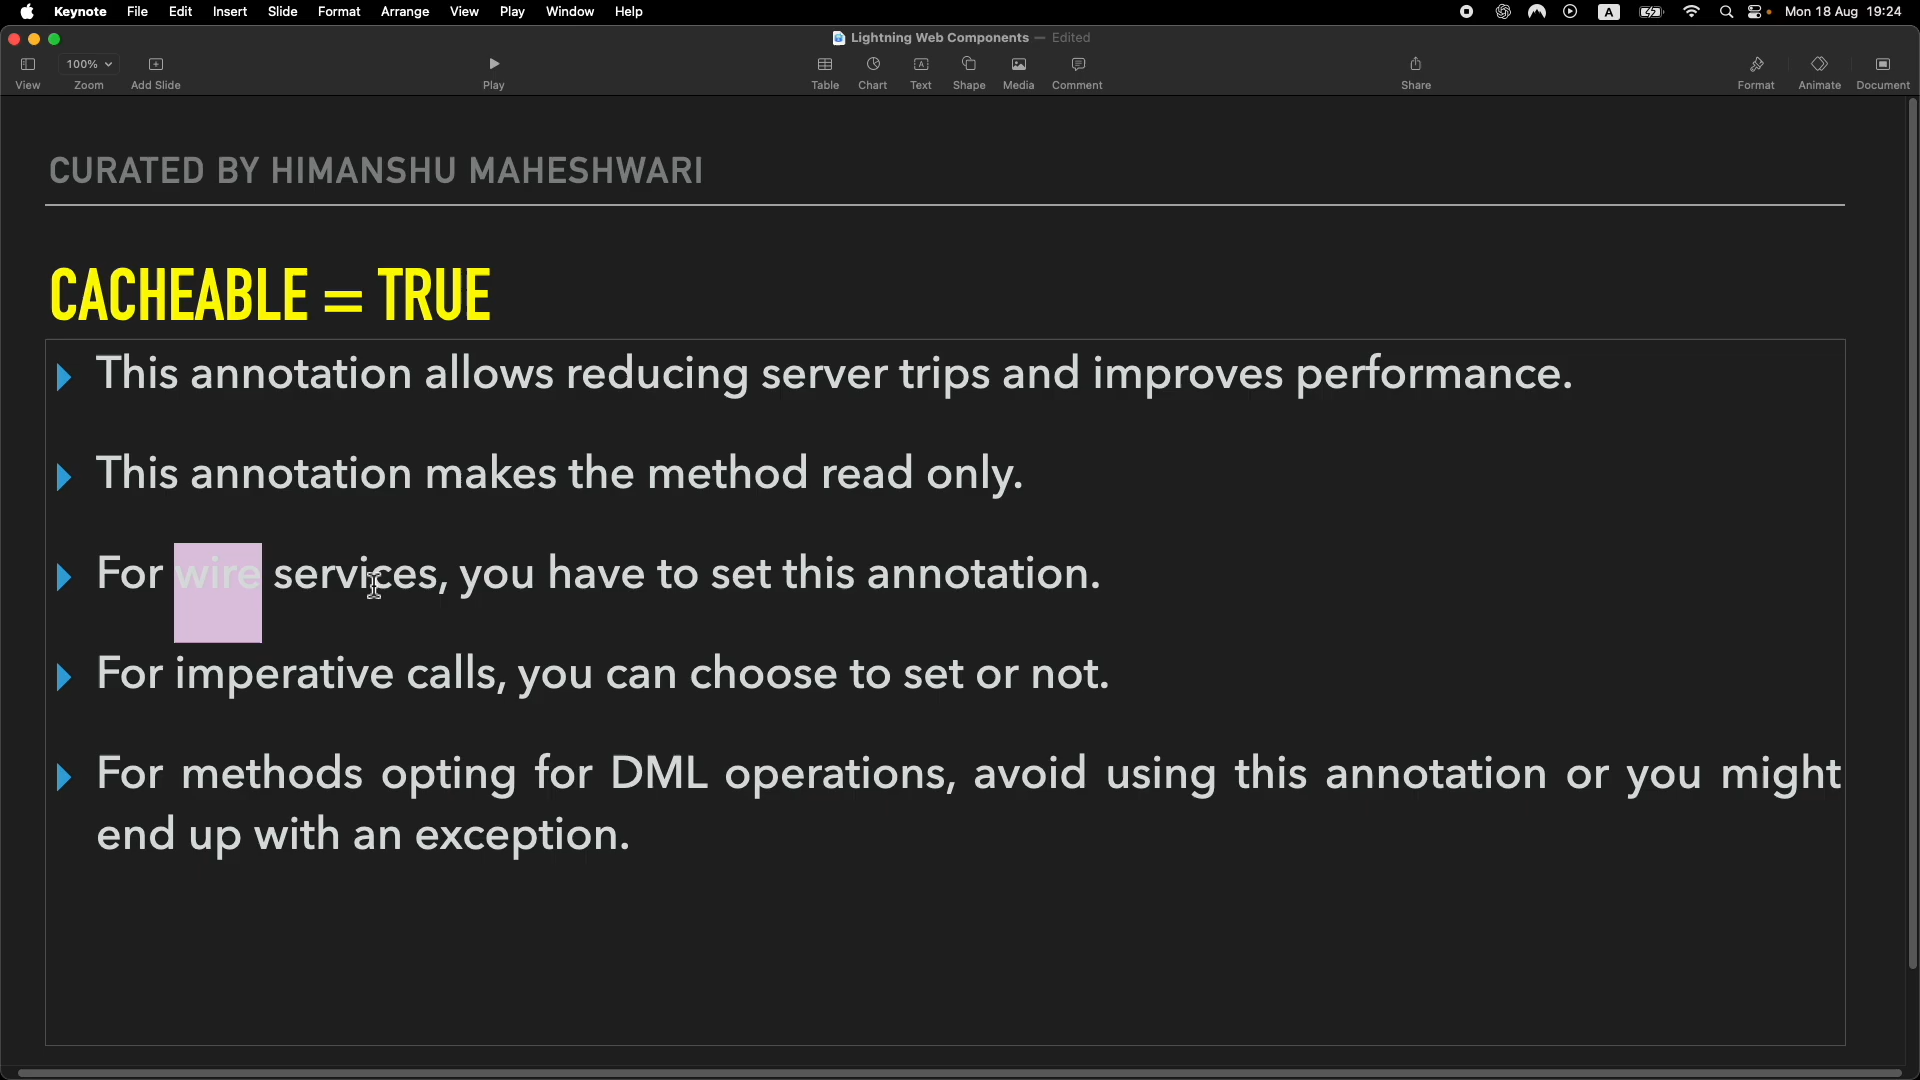 Keynote File Edit Insert Slide Format Arrange View Play Window Help A Mon 18 Aug 19:24
Lightning Web Components — Edited
100%
View Zoom Add Slide Play Table Chart Text Shape Media Comment Share Format Animate Document
CURATED BY HIMANSHU MAHESHWARI
CACHEABLE = TRUE
This annotation allows reducing server trips and improves performance.
This annotation makes the method read only.
For wire services, you have to set this annotation.
For imperative calls, you can choose to set or not.
For methods opting for DML operations, avoid using this annotation or you might
end up with an exception.